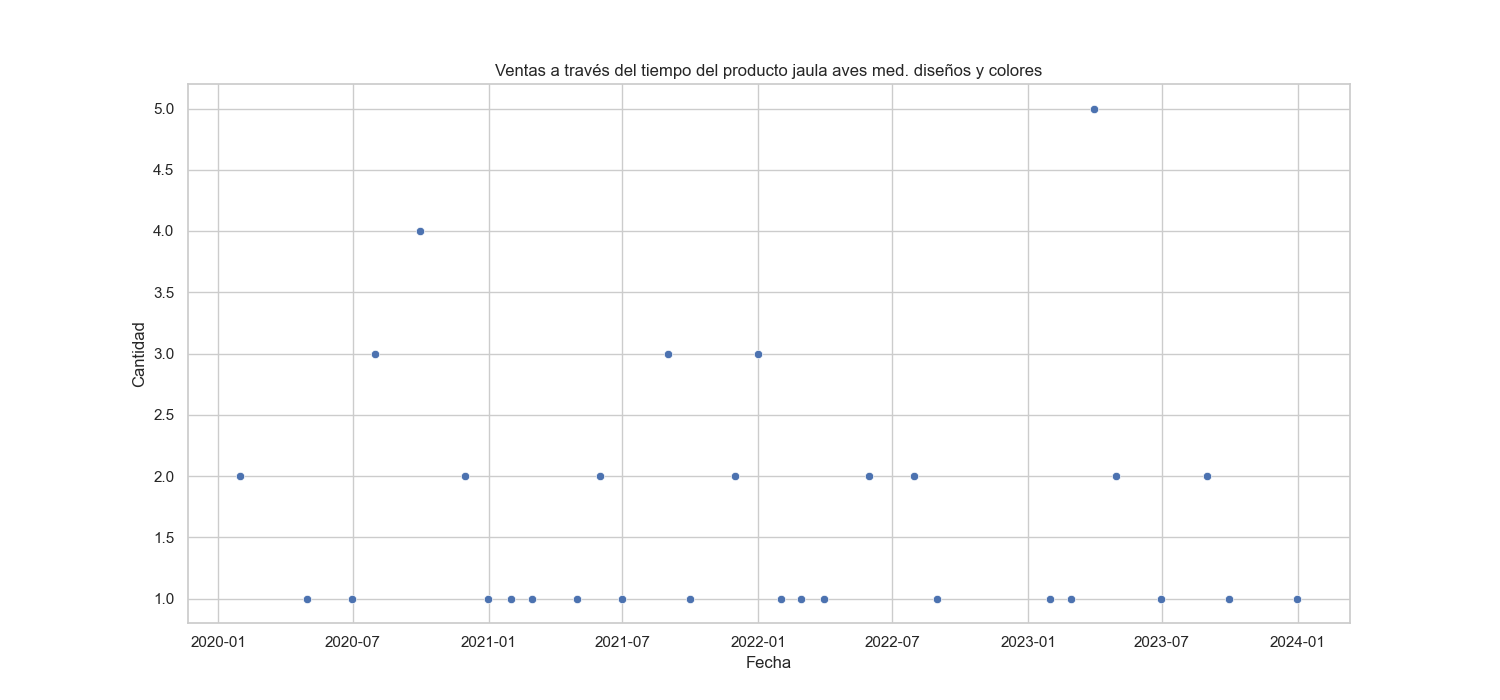 Ventas a través del tiempo del producto jaula aves med. diseños y colores
5.0
4.5
4.0
3.5
3.0
2.5
2.0
1.5
1.0
Cantidad
2020-01 2020-07 2021-01 2021-07 2022-01 2022-07 2023-01 2023-07 2024-01
Fecha